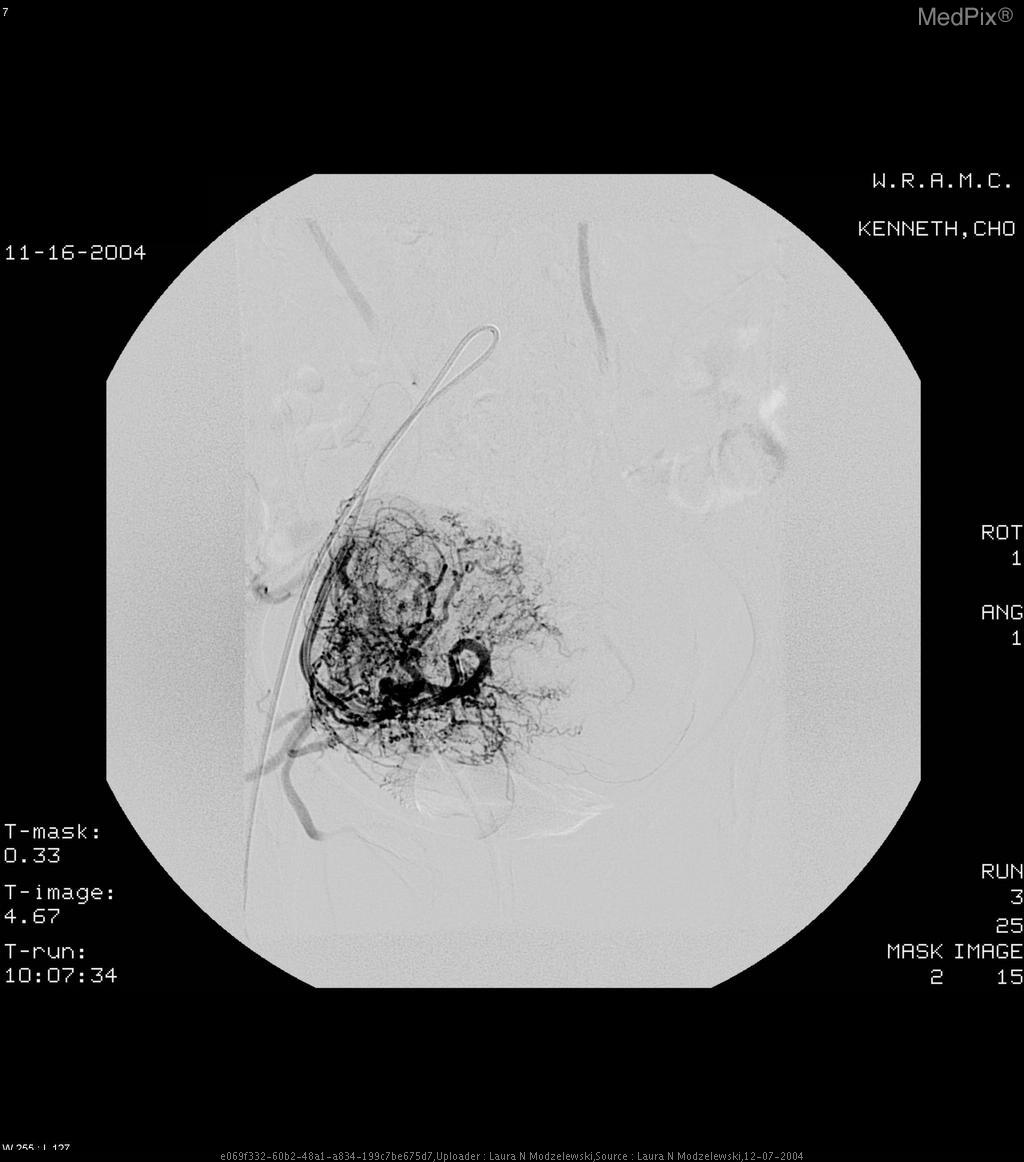 7
MedPix®
W.R.A.M.C.
KENNETH,CHO
11-16-2004
ROT
1
ANG
1
T-mask:
0.33
T-image:
4.67
T-run:
10:07:34
RUN
3
25
MASK IMAGE
2 15
W 255 : L 127
e069f332-60b2-48a1-a834-199c7be675d7,Uploader : Laura N Modzelewski,Source : Laura N Modzelewski,12-07-2004